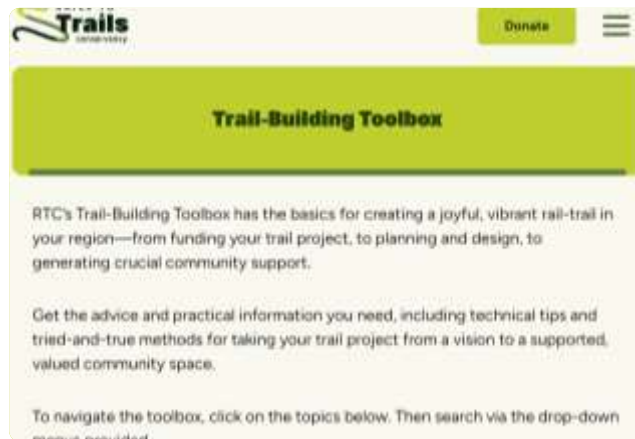 Trails
conservancy
Donate
Trail-Building Toolbox
RTC's Trail-Building Toolbox has the basics for creating a joyful, vibrant rail-trail in
your region—from funding your trail project, to planning and design, to
generating crucial community support.
Get the advice and practical information you need, including technical tips and
tried-and-true methods for taking your trail project from a vision to a supported,
valued community space.
To navigate the toolbox, click on the topics below. Then search via the drop-down
menus provided